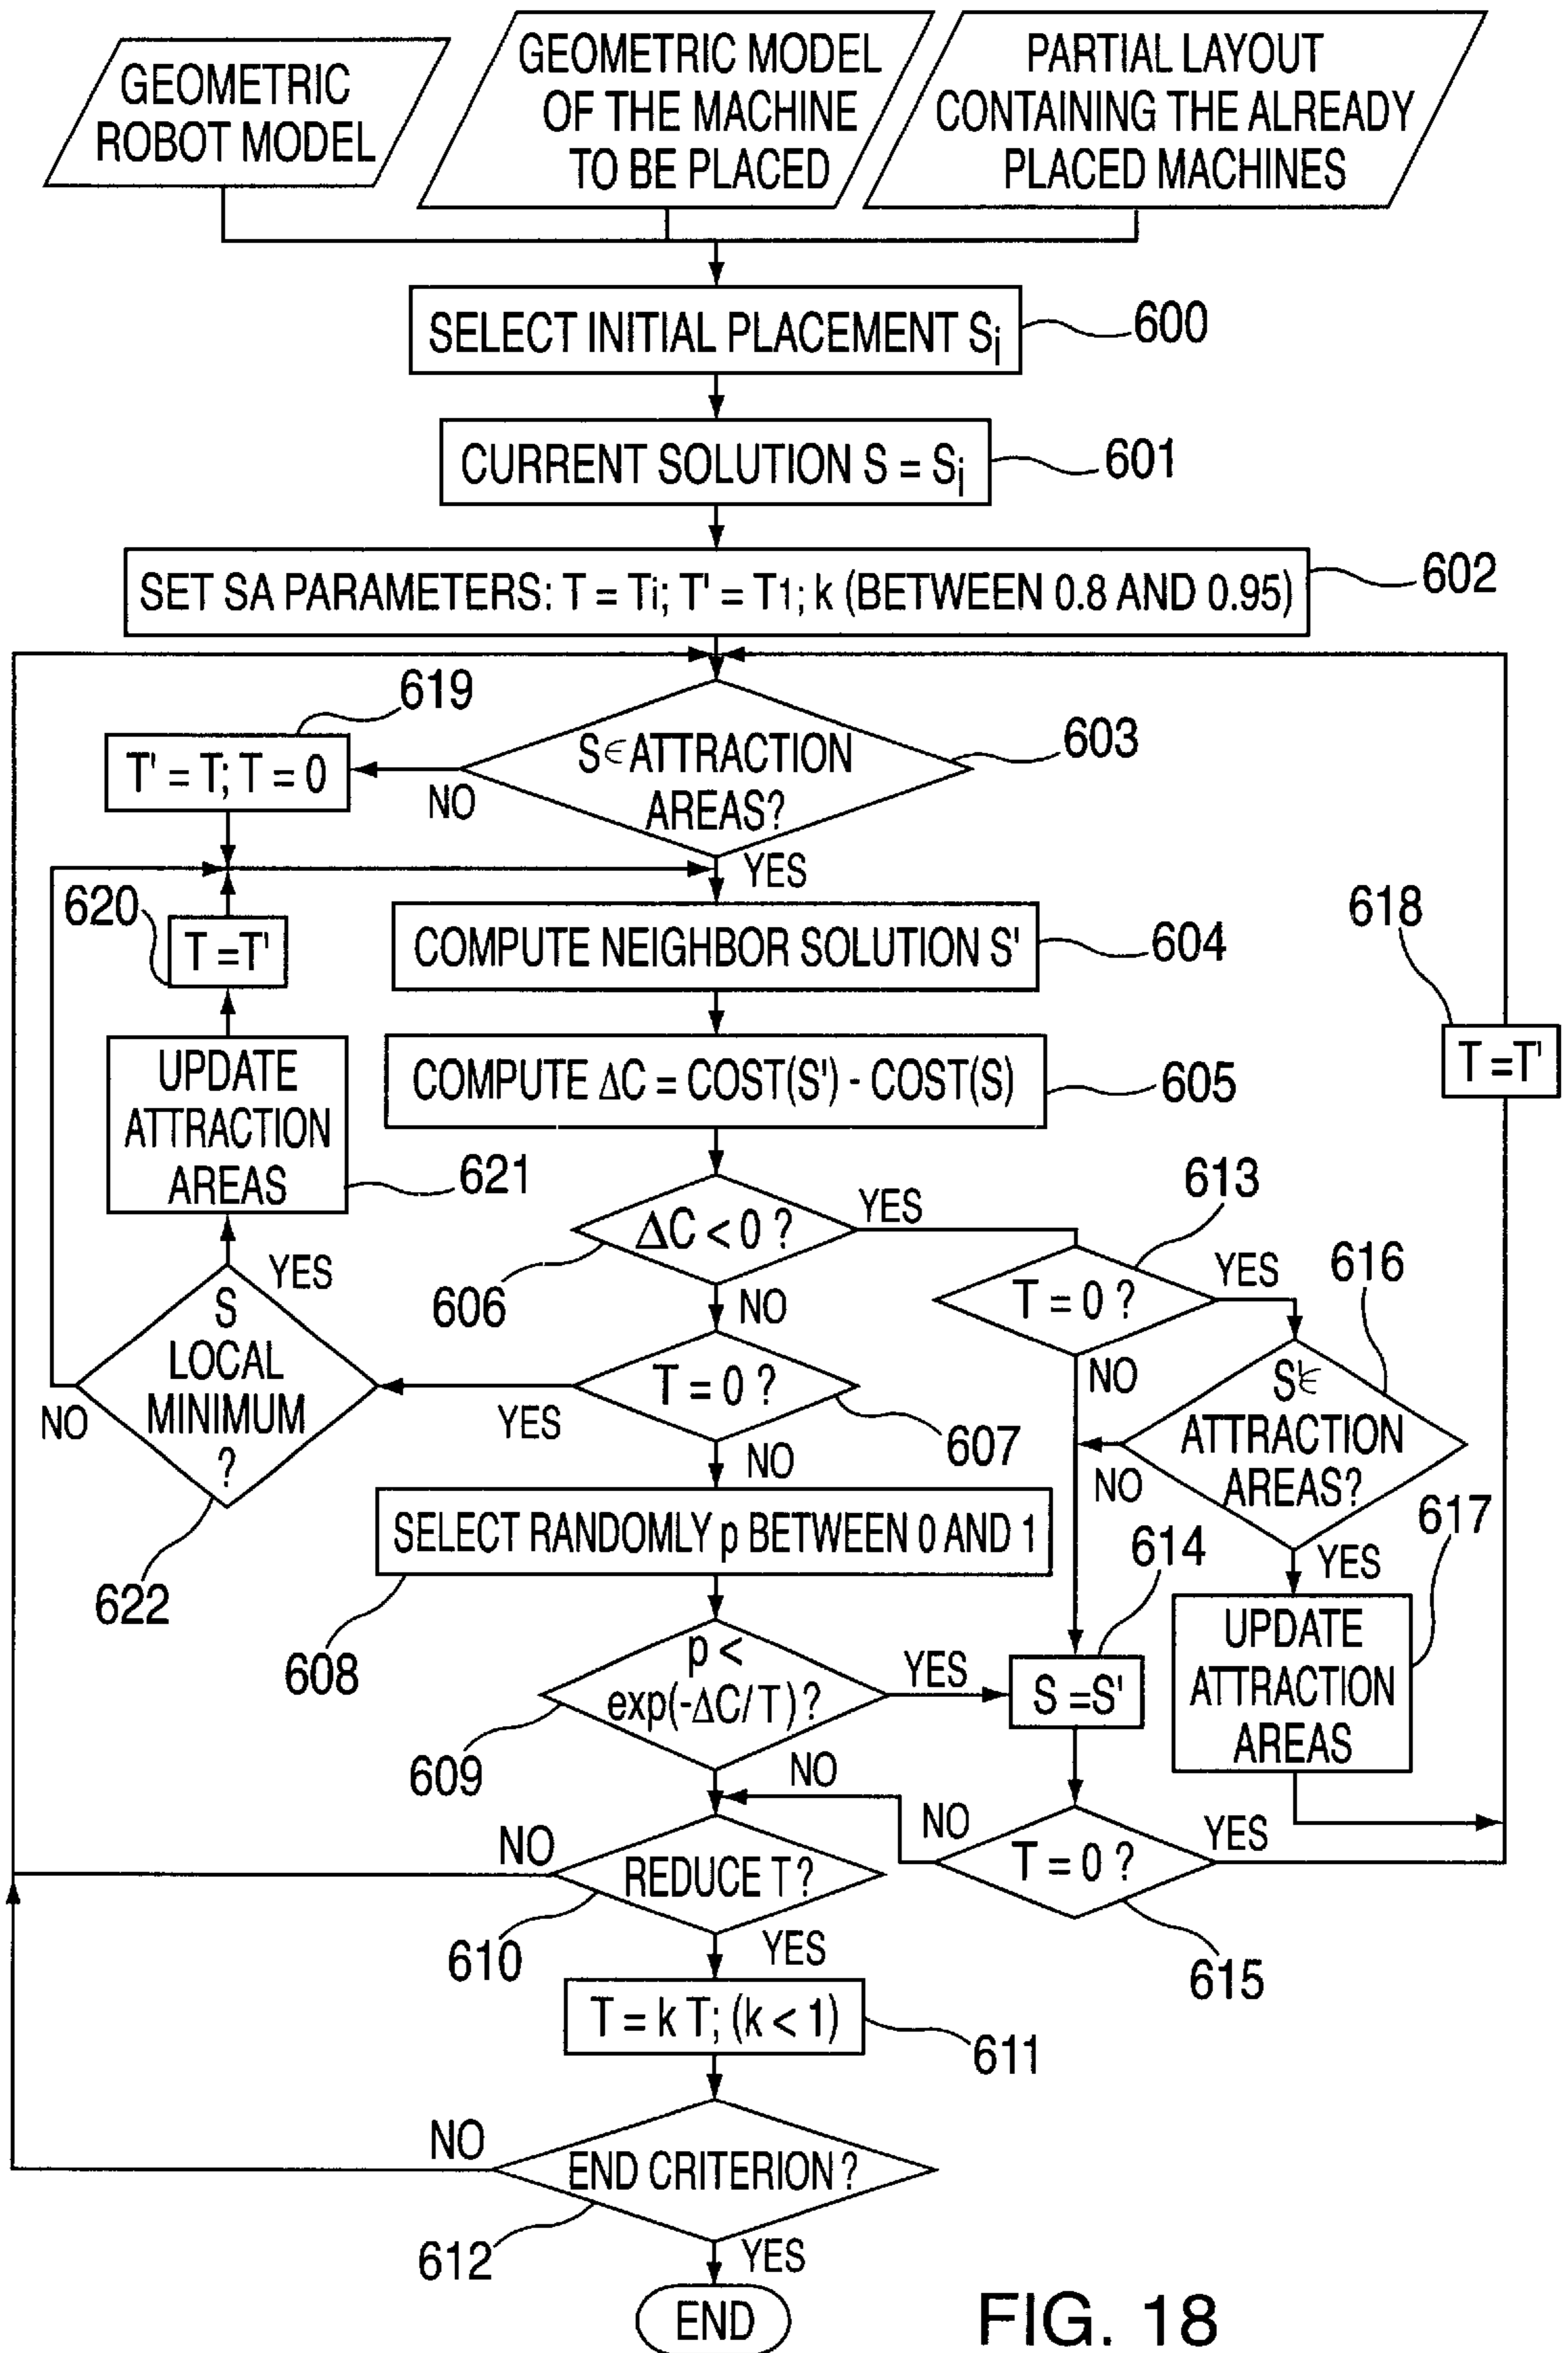 GEOMETRIC
ROBOT MODEL
GEOMETRIC MODEL
OF THE MACHINE
TO BE PLACED
PARTIAL LAYOUT
CONTAINING THE ALREADY
PLACED MACHINES
SELECT INITIAL PLACEMENT Si
600
CURRENT SOLUTION S = Si
601
SET SA PARAMETERS: T = Ti; T' = T1; k (BETWEEN 0.8 AND 0.95)
602
619
T' = T; T = 0
NO
S∈ATTRACTION
AREAS?
603
YES
620
T =T'
COMPUTE NEIGHBOR SOLUTION S'
604
618
T =T'
UPDATE
ATTRACTION
AREAS
621
COMPUTE ΔC = COST(S') - COST(S)
605
ΔC < 0 ?
606
YES
NO
613
T = 0 ?
YES
NO
616
S'∈
ATTRACTION
AREAS?
NO
YES
YES
S
LOCAL
MINIMUM
?
NO
622
T = 0 ?
YES
607
NO
SELECT RANDOMLY p BETWEEN 0 AND 1
608
614
617
UPDATE
ATTRACTION
AREAS
p <
exp(-ΔC/T)?
609
YES
S =S'
NO
NO
T = 0 ?
YES
615
NO
REDUCE T?
610
YES
T = k T; (k < 1)
611
NO
END CRITERION?
612
YES
END
FIG. 18